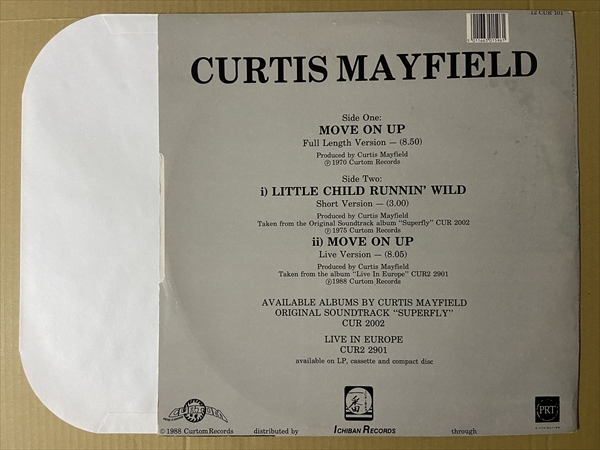 12 CUR 101
CURTIS MAYFIELD
Side One:
MOVE ON UP
Full Length Version — (8.50)
Produced by Curtis Mayfield
℗1970 Curtom Records
Side Two:
i) LITTLE CHILD RUNNIN' WILD
Short Version — (3.00)
Produced by Curtis Mayfield
Taken from the Original Soundtrack album "Superfly" CUR 2002
℗1975 Curtom Records
ii) MOVE ON UP
Live Version — (8.05)
Produced by Curtis Mayfield
Taken from the album "Live In Europe" CUR2 2901
℗1988 Curtom Records
AVAILABLE ALBUMS BY CURTIS MAYFIELD
ORIGINAL SOUNDTRACK "SUPERFLY"
CUR 2002
LIVE IN EUROPE
CUR2 2901
available on LP, cassette and compact disc
CURTOM
PRT
© 1988 Curtom Records distributed by ICHIBAN RECORDS through